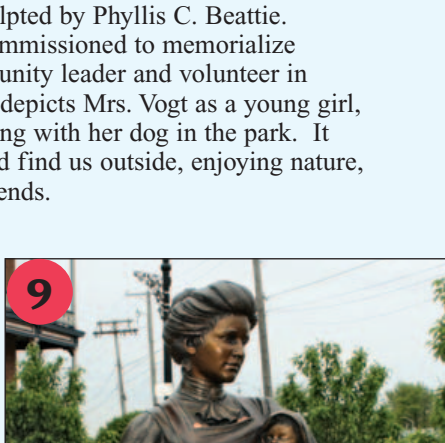 lpted by Phyllis C. Beattie.
mmissioned to memorialize
unity leader and volunteer in
depicts Mrs. Vogt as a young girl,
ng with her dog in the park.  It
d find us outside, enjoying nature,
ends.
9